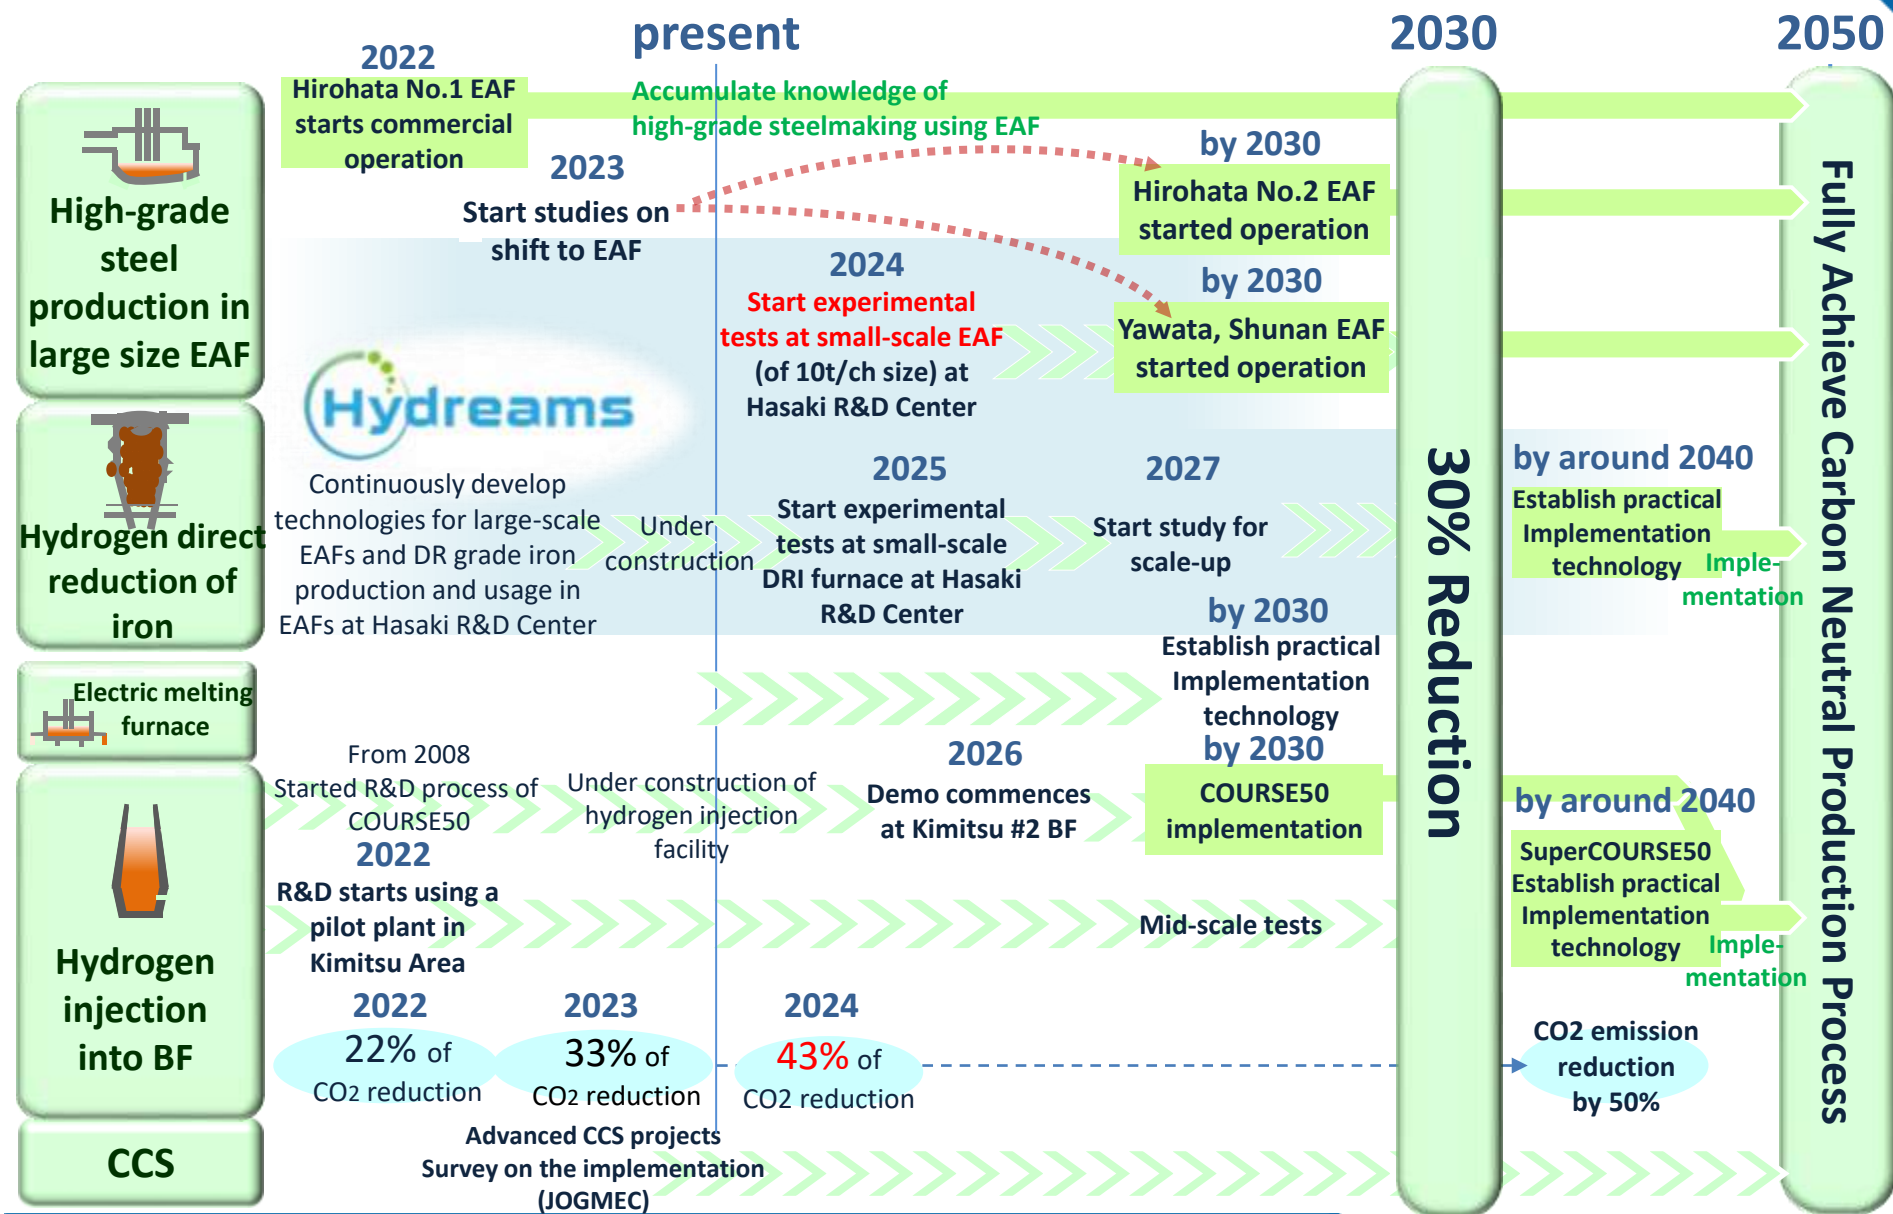 present
2030
2050
High-grade
steel
production in
large size EAF
2022
Hirohata No.1 EAF
starts commercial
operation
Accumulate knowledge of
high-grade steelmaking using EAF
2023
Start studies on
shift to EAF
by 2030
Hirohata No.2 EAF
started operation
2024
Start experimental
tests at small-scale EAF
(of 10t/ch size) at
Hasaki R&D Center
by 2030
Yawata, Shunan EAF
started operation
Hydreams
Hydrogen direct
reduction of
iron
Continuously develop
technologies for large-scale
EAFs and DR grade iron
production and usage in
EAFs at Hasaki R&D Center
Under
construction
2025
Start experimental
tests at small-scale
DRI furnace at Hasaki
R&D Center
2027
Start study for
scale-up
by around 2040
Establish practical
Implementation
technology
Imple-
mentation
Electric melting
furnace
by 2030
Establish practical
Implementation
technology
Hydrogen
injection
into BF
From 2008
Started R&D process of
COURSE50
Under construction of
hydrogen injection
facility
2026
Demo commences
at Kimitsu #2 BF
by 2030
COURSE50
implementation
2022
R&D starts using a
pilot plant in
Kimitsu Area
Mid-scale tests
by around 2040
SuperCOURSE50
Establish practical
Implementation
technology
Imple-
mentation
2022
22% of
CO2 reduction
2023
33% of
CO2 reduction
2024
43% of
CO2 reduction
CO2 emission
reduction
by 50%
CCS
Advanced CCS projects
Survey on the implementation
(JOGMEC)
30% Reduction
Fully Achieve Carbon Neutral Production Process